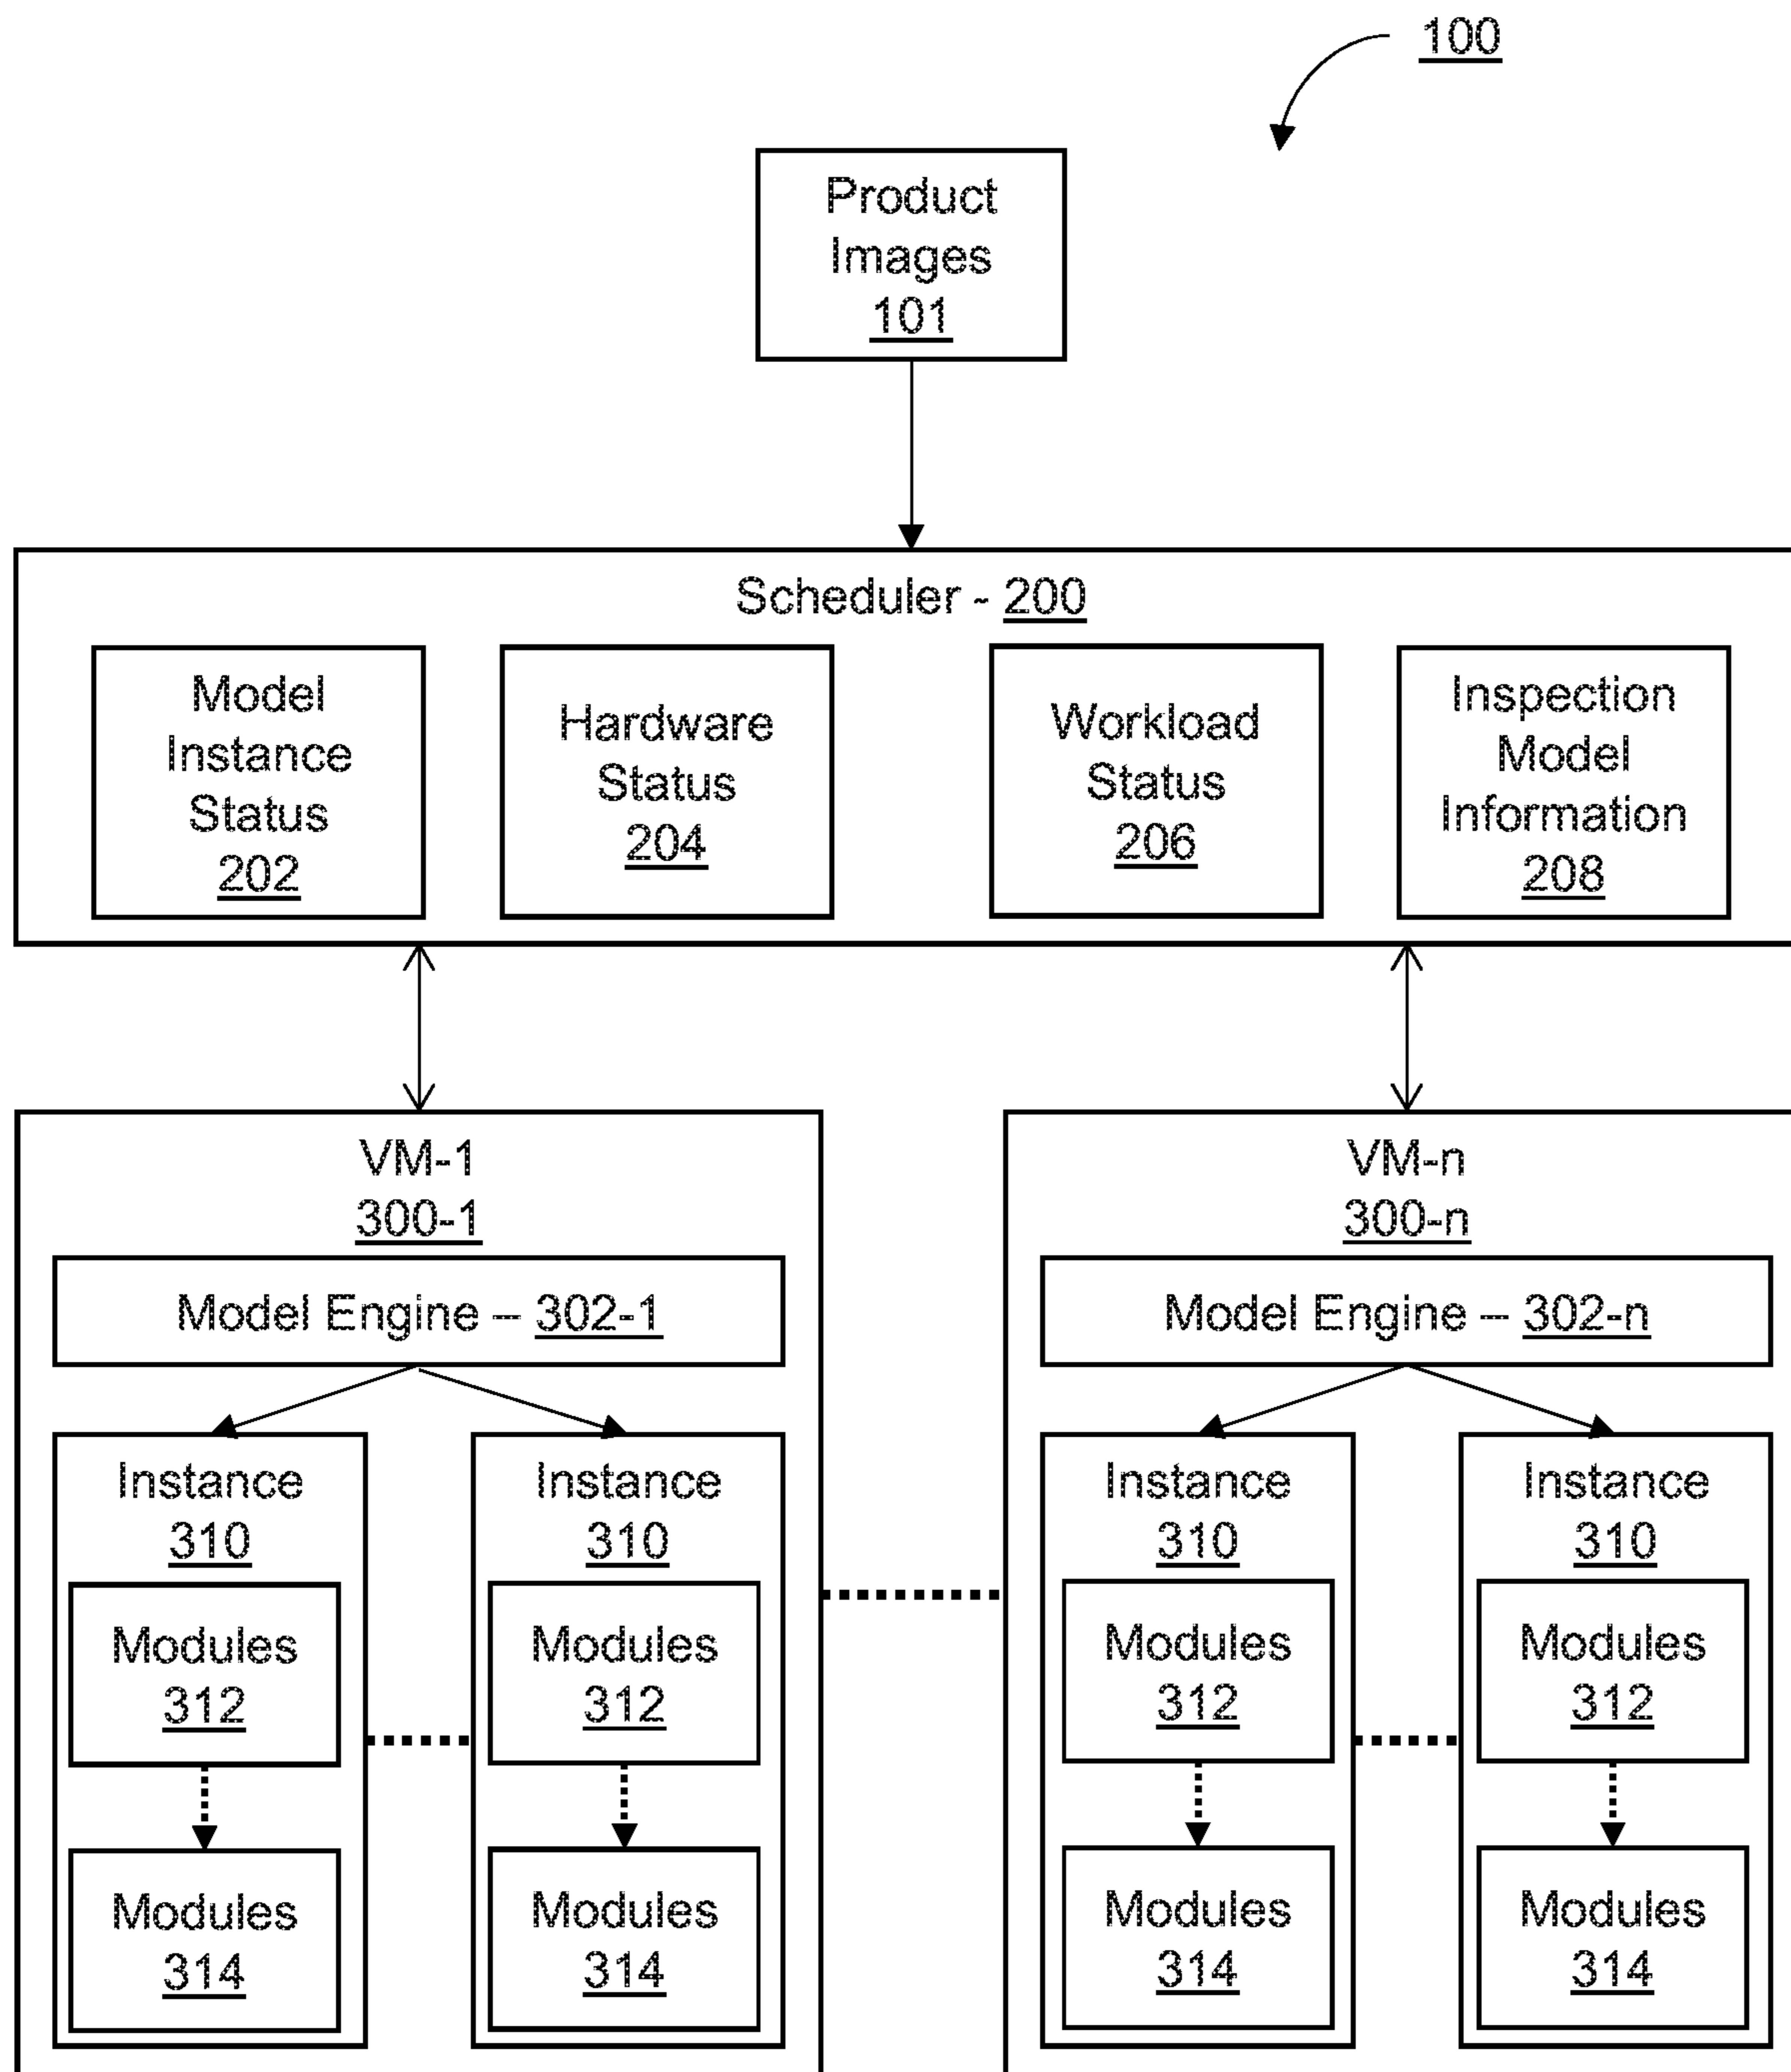 100
Product
Images
101
Scheduler - 200
Model
Instance
Status
202
Hardware
Status
204
Workload
Status
206
Inspection
Model
Information
208
VM-1
300-1
Model Engine – 302-1
Instance
310
Modules
312
Modules
314
Instance
310
Modules
312
Modules
314
VM-n
300-n
Model Engine – 302-n
Instance
310
Modules
312
Modules
314
Instance
310
Modules
312
Modules
314